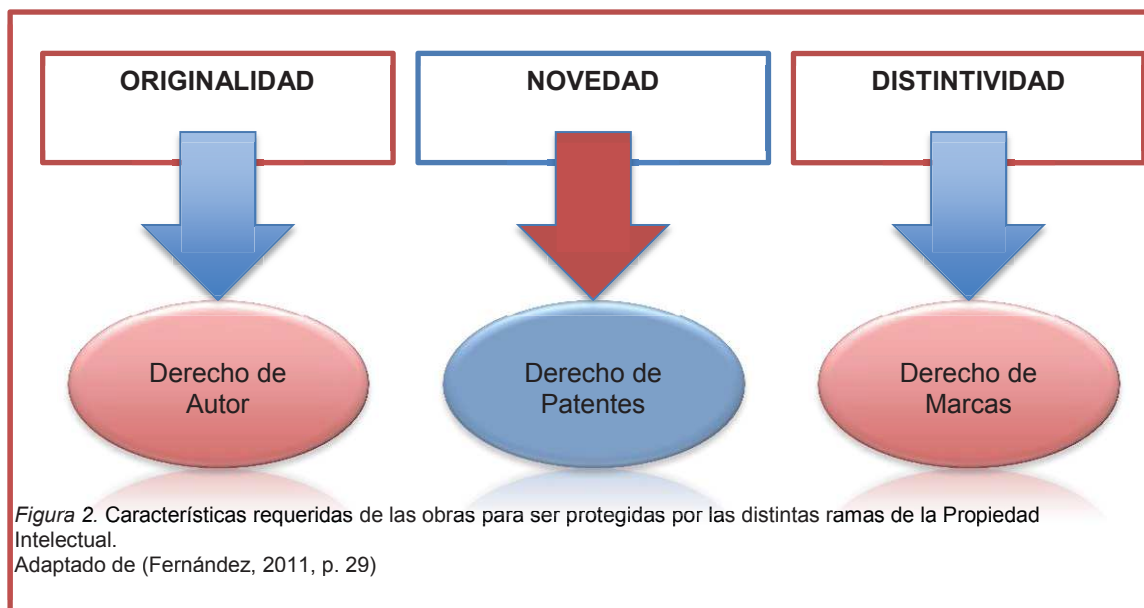 ORIGINALIDAD
NOVEDAD
DISTINTIVIDAD
Derecho de
Autor
Derecho de
Patentes
Derecho de
Marcas
Figura 2. Características requeridas de las obras para ser protegidas por las distintas ramas de la Propiedad
Intelectual.
Adaptado de (Fernández, 2011, p. 29)